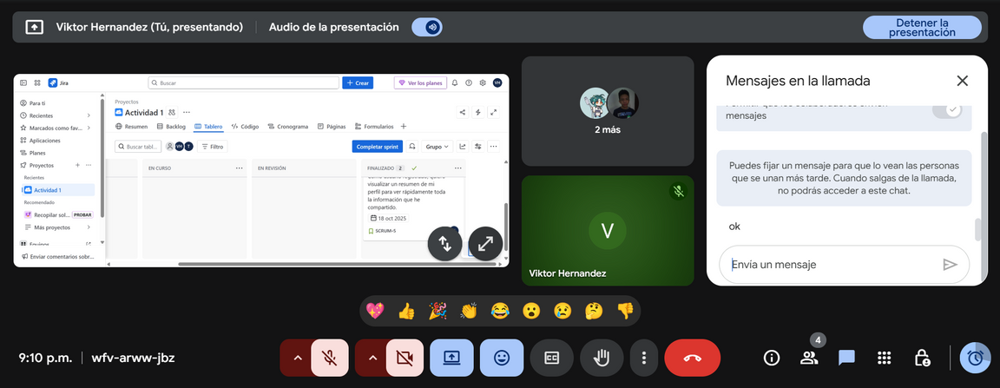 Viktor Hernandez (Tú, presentando)
Audio de la presentación
Detener la
presentación
Jira
Buscar
+ Crear
Ver los planes
VH
Para ti
Recientes
Marcados como fav...
Aplicaciones
Planes
Proyectos
Recientes
Actividad 1
Recomendado
Recopilar sol...
PROBAR
Más proyectos
Equipos
Enviar comentarios sobr...
Proyectos
Actividad 1
Resumen
Backlog
Tablero
Código
Cronograma
Páginas
Formularios
Buscar tabl...
VH
T
Filtro
Completar sprint
Grupo
EN CURSO
EN REVISIÓN
FINALIZADO 2
visualizar un resumen de mi
perfil para ver rápidamente toda
la información que he
compartido.
18 oct 2025
SCRUM-5
2 más
V
Viktor Hernandez
Mensajes en la llamada
mensajes
Puedes fijar un mensaje para que lo vean las personas
que se unan más tarde. Cuando salgas de la llamada,
no podrás acceder a este chat.
ok
Envía un mensaje
9:10 p.m.
wfv-arww-jbz
4